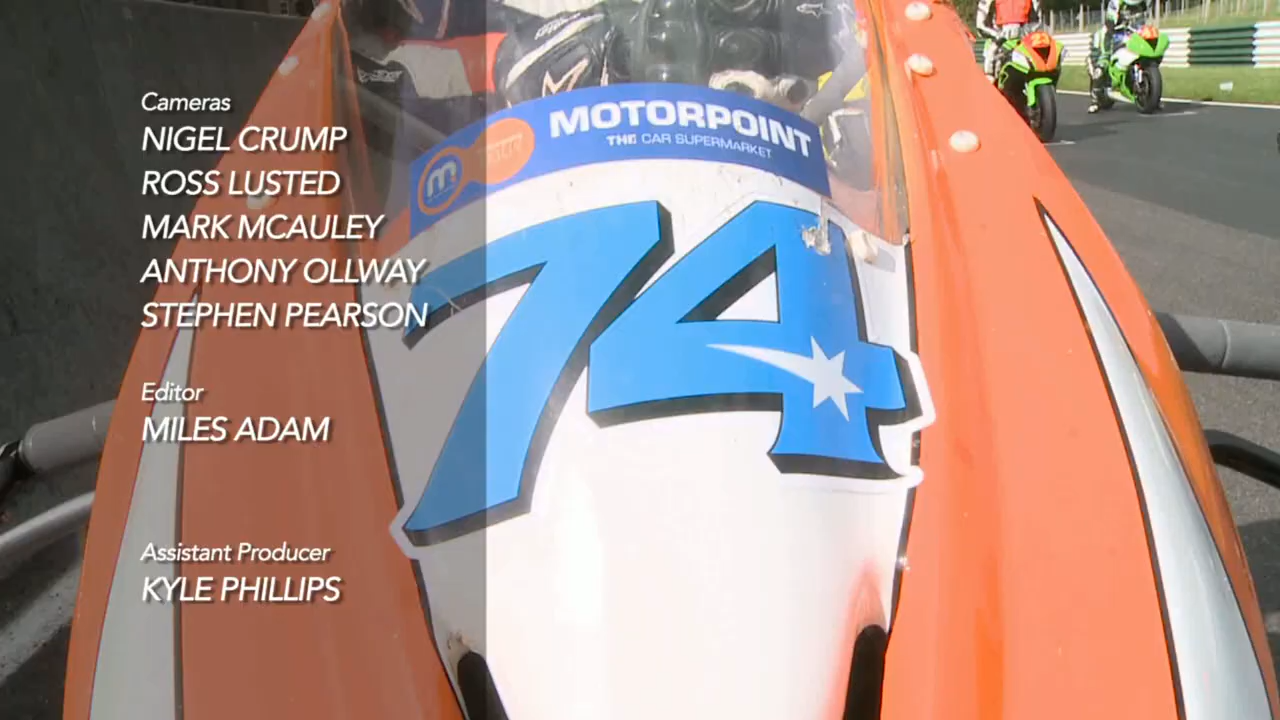 Cameras
NIGEL CRUMP
ROSS LUSTED
MARK MCAULEY
ANTHONY OLLWAY
STEPHEN PEARSON
Editor
MILES ADAM
Assistant Producer
KYLE PHILLIPS
m
MOTORPOINT
THE CAR SUPERMARKET
74